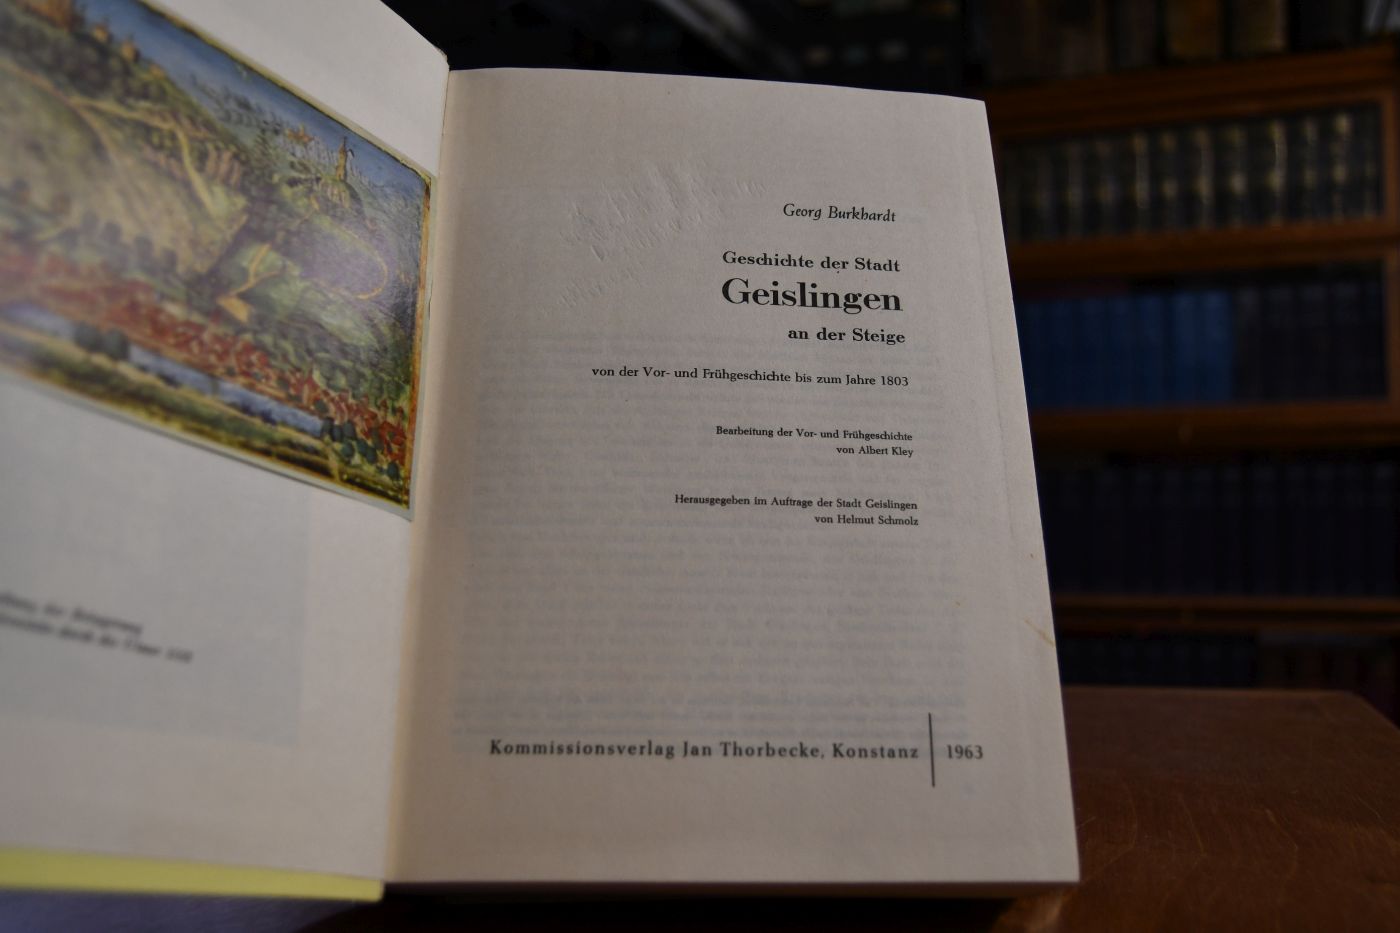 Georg Burkhardt
Geschichte der Stadt
Geislingen
an der Steige
von der Vor- und Frühgeschichte bis zum Jahre 1803
Bearbeitung der Vor- und Frühgeschichte
von Albert Kley
Herausgegeben im Auftrage der Stadt Geislingen
von Helmut Schmolz
Kommissionsverlag Jan Thorbecke, Konstanz | 1963